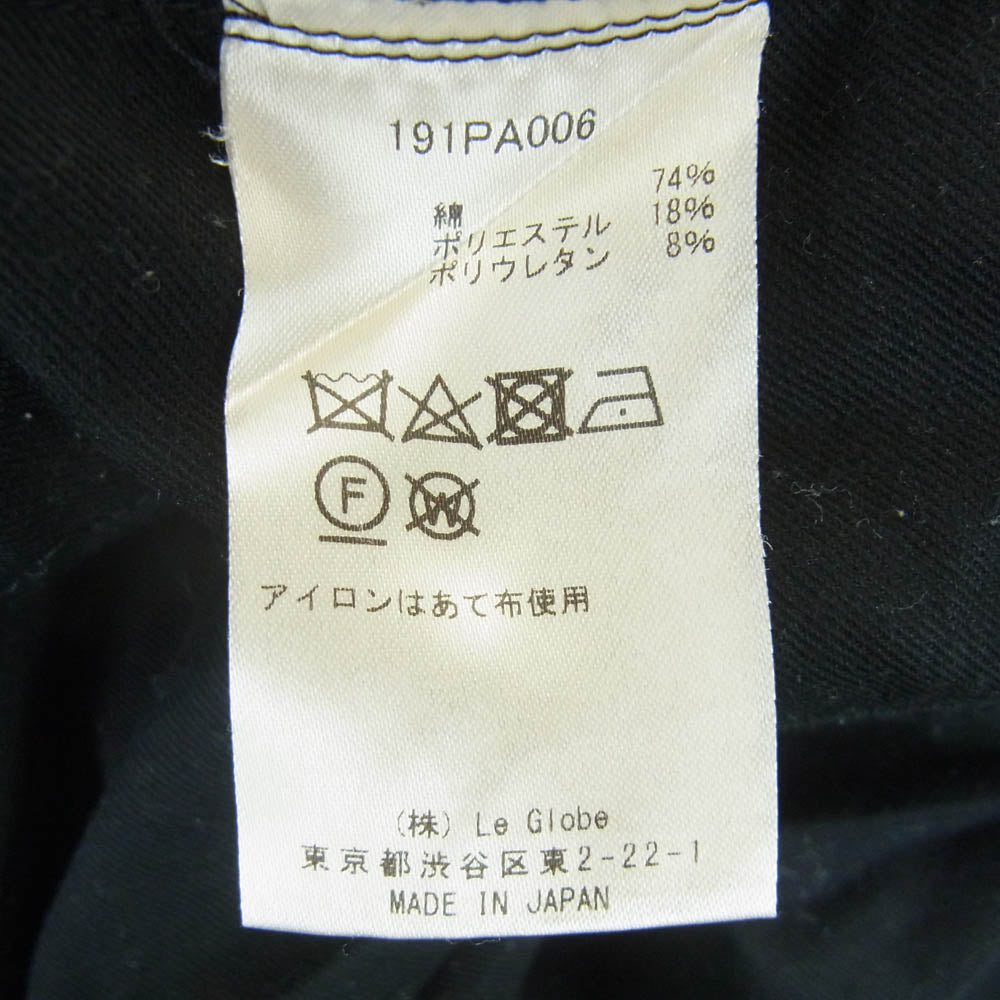 191PA006
綿 74%
ポリエステル 18%
ポリウレタン 8%
F W
アイロンはあて布使用
(株) Le Globe
東京都渋谷区東2-22-1
MADE IN JAPAN